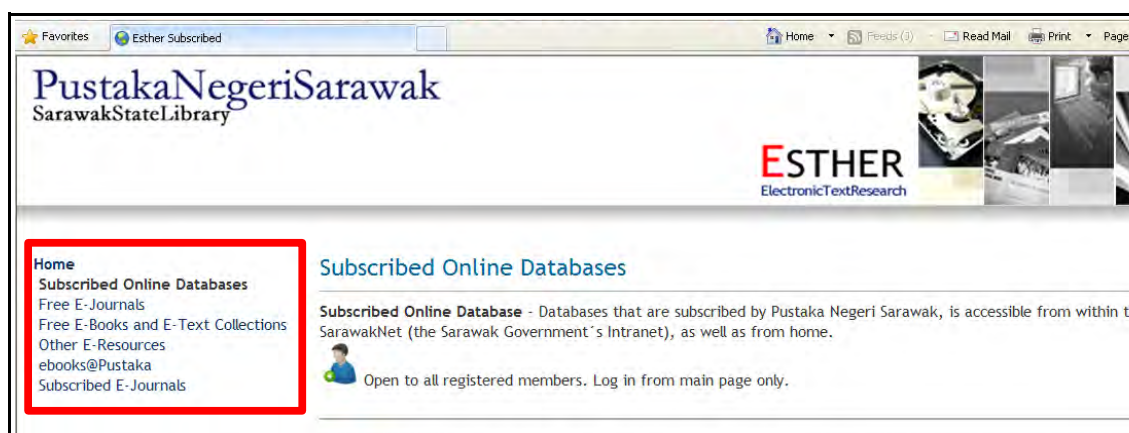 Favorites Esther Subscribed Home Feeds (J) Read Mail Print Page
PustakaNegeriSarawak
SarawakStateLibrary
ESTHER
ElectronicTextResearch
Home
Subscribed Online Databases
Free E-Journals
Free E-Books and E-Text Collections
Other E-Resources
ebooks@Pustaka
Subscribed E-Journals
Subscribed Online Databases
Subscribed Online Database - Databases that are subscribed by Pustaka Negeri Sarawak, is accessible from within t
SarawakNet (the Sarawak Government´s Intranet), as well as from home.
Open to all registered members. Log in from main page only.